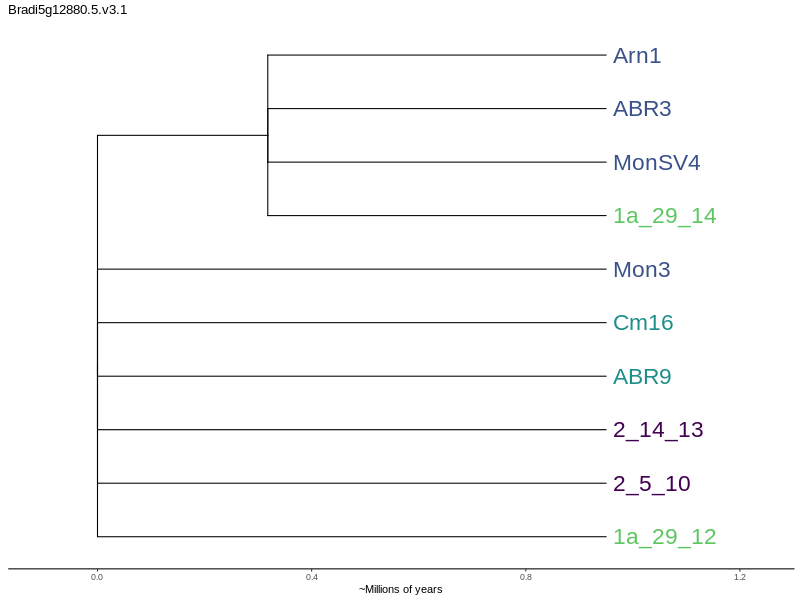 Bradi5g12880.5.v3.1
Arn1
ABR3
MonSV4
1a_29_14
Mon3
Cm16
ABR9
2_14_13
2_5_10
1a_29_12
0.0 0.4 0.8 1.2
~Millions of years